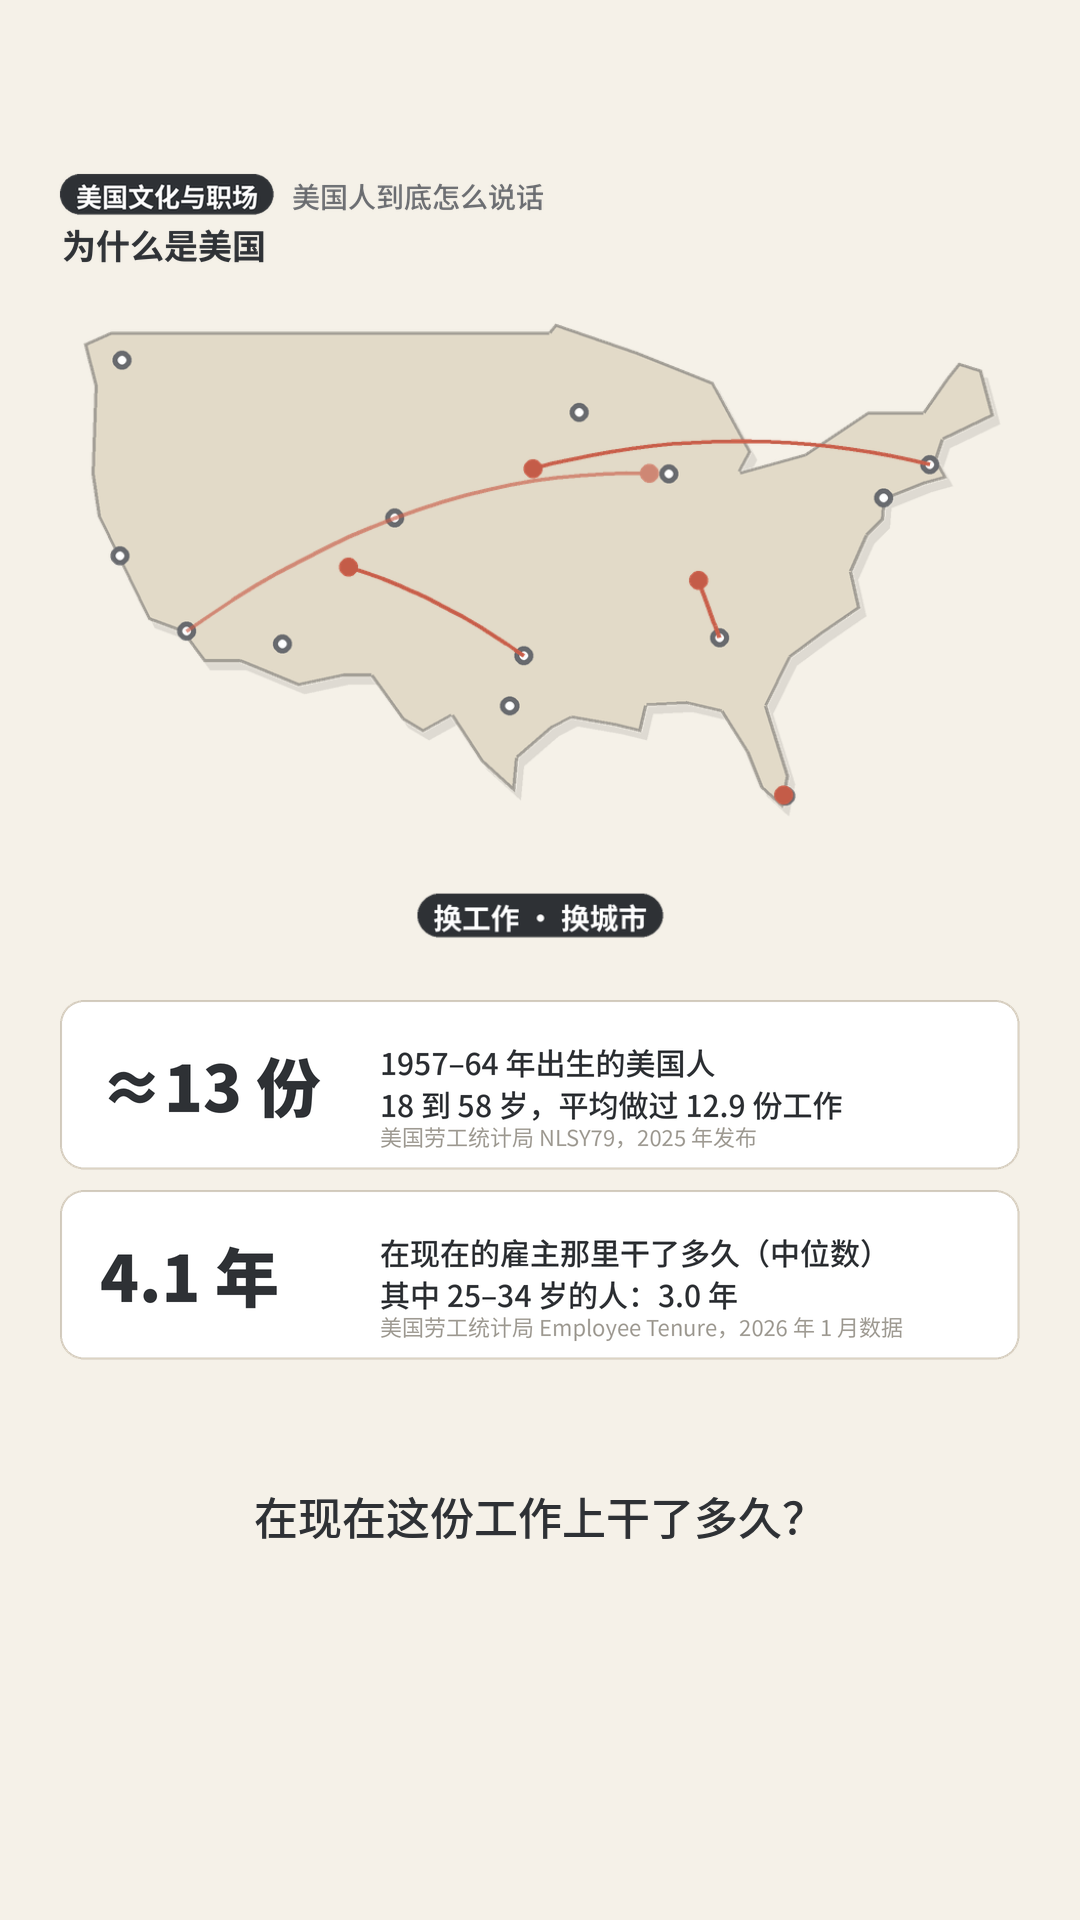 美国文化与职场 美国人到底怎么说话
为什么是美国
换工作 · 换城市
≈13 份
1957–64 年出生的美国人
18 到 58 岁，平均做过 12.9 份工作
美国劳工统计局 NLSY79，2025 年发布
4.1 年
在现在的雇主那里干了多久（中位数）
其中 25–34 岁的人：3.0 年
美国劳工统计局 Employee Tenure，2026 年 1 月数据
在现在这份工作上干了多久？